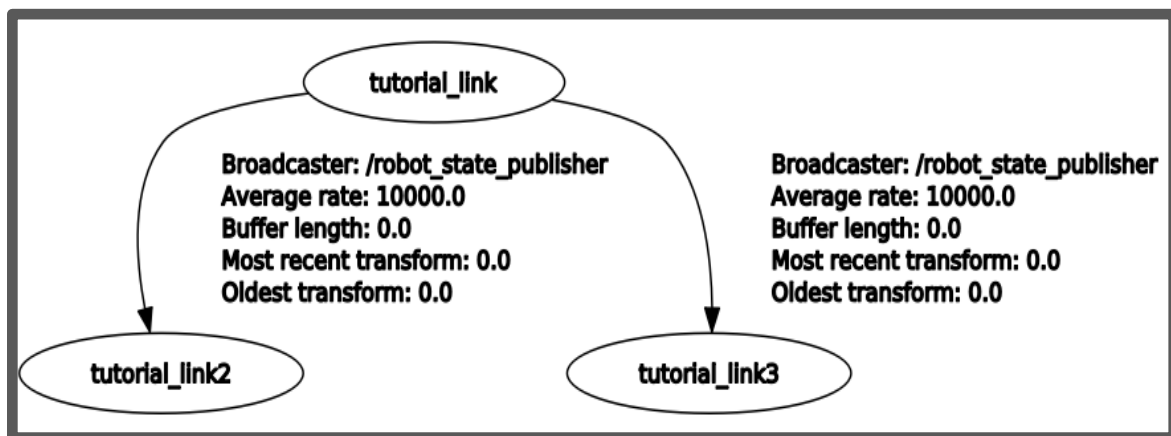 tutorial_link
Broadcaster: /robot_state_publisher
Average rate: 10000.0
Buffer length: 0.0
Most recent transform: 0.0
Oldest transform: 0.0
Broadcaster: /robot_state_publisher
Average rate: 10000.0
Buffer length: 0.0
Most recent transform: 0.0
Oldest transform: 0.0
tutorial_link2
tutorial_link3